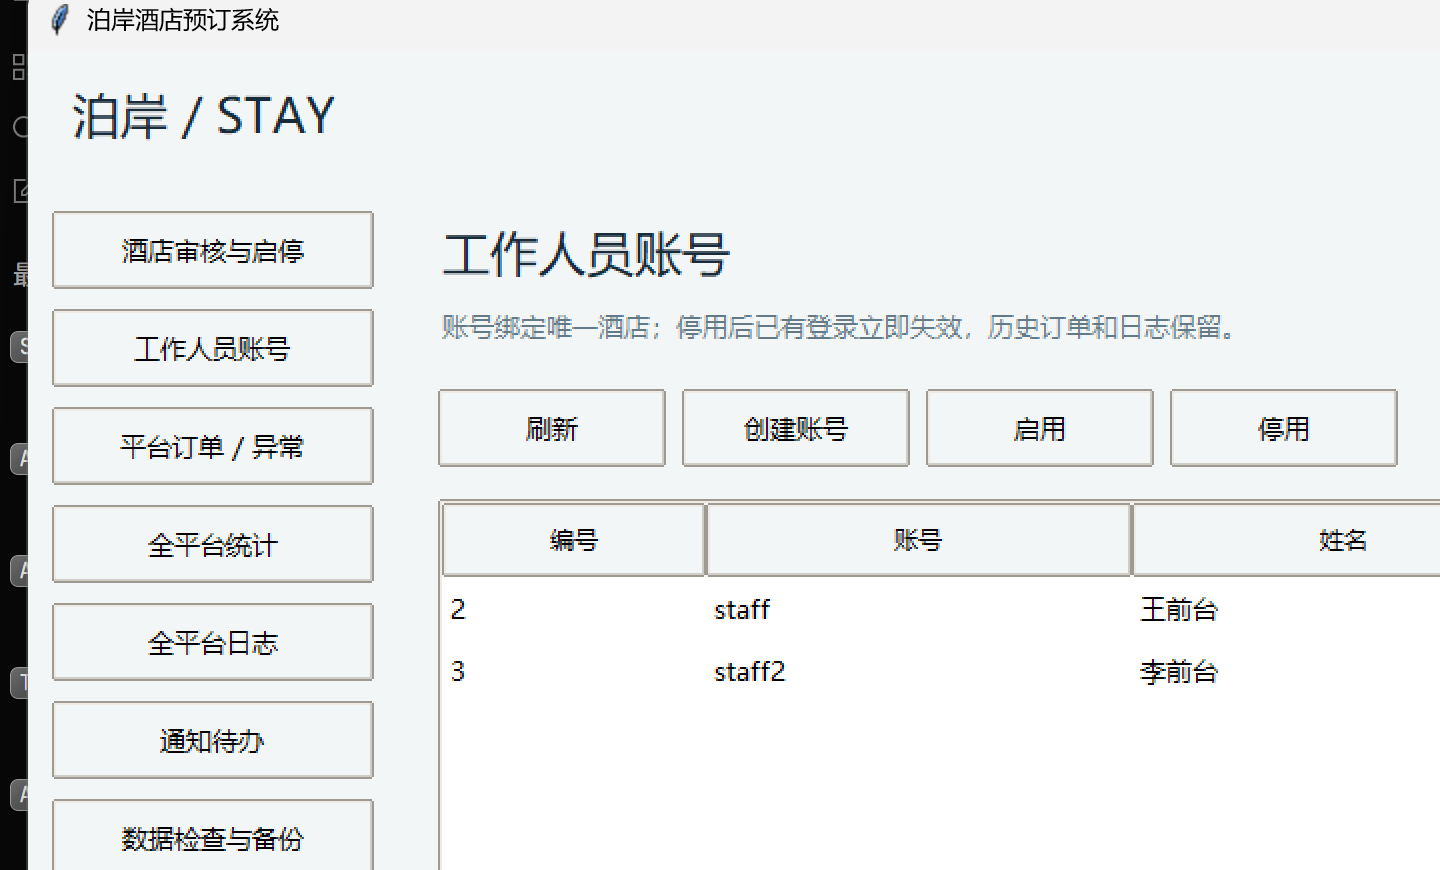 泊岸酒店预订系统
泊岸 / STAY
酒店审核与启停
工作人员账号
平台订单 / 异常
全平台统计
全平台日志
通知待办
数据检查与备份
工作人员账号
账号绑定唯一酒店；停用后已有登录立即失效，历史订单和日志保留。
刷新 创建账号 启用 停用
编号 账号 姓名
2 staff 王前台
3 staff2 李前台